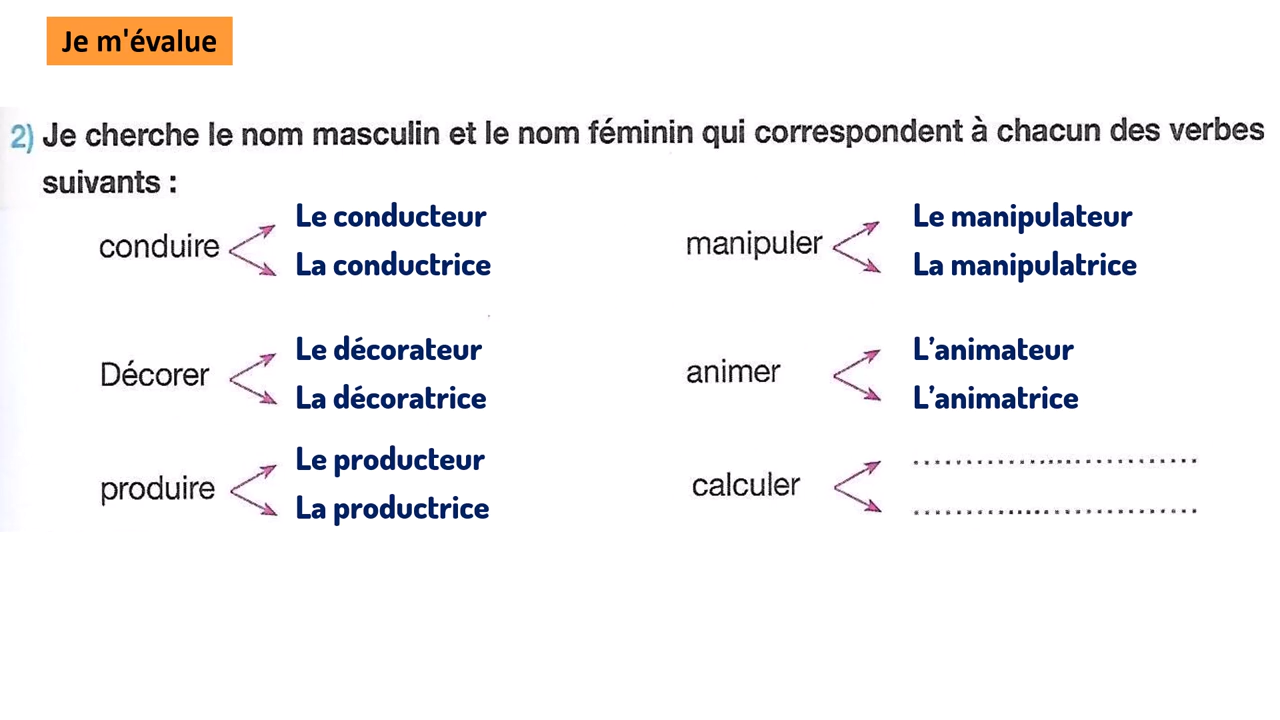 Je m'évalue
2) Je cherche le nom masculin et le nom féminin qui correspondent à chacun des verbes
suivants :
conduire
Le conducteur
La conductrice
manipuler
Le manipulateur
La manipulatrice
Décorer
Le décorateur
La décoratrice
animer
L’animateur
L’animatrice
produire
Le producteur
La productrice
calculer
..............................
..............................